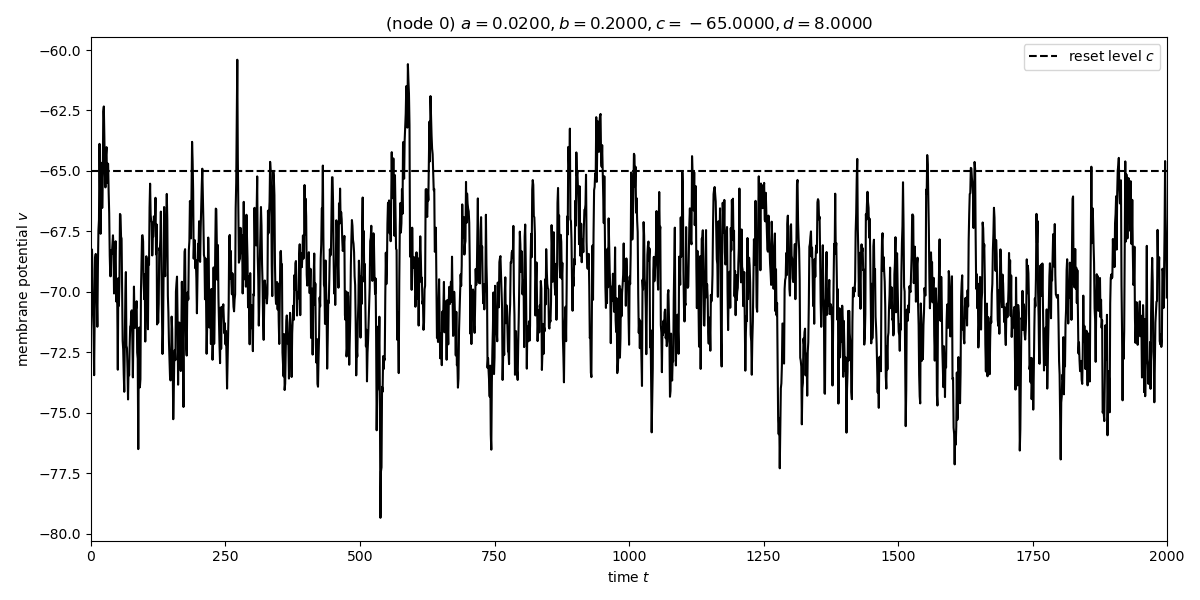 (node 0) a = 0.0200, b = 0.2000, c = −65.0000, d = 8.0000
−60.0
−62.5
−65.0
−67.5
−70.0
−72.5
−75.0
−77.5
−80.0
membrane potential v
reset level c
0 250 500 750 1000 1250 1500 1750 2000
time t